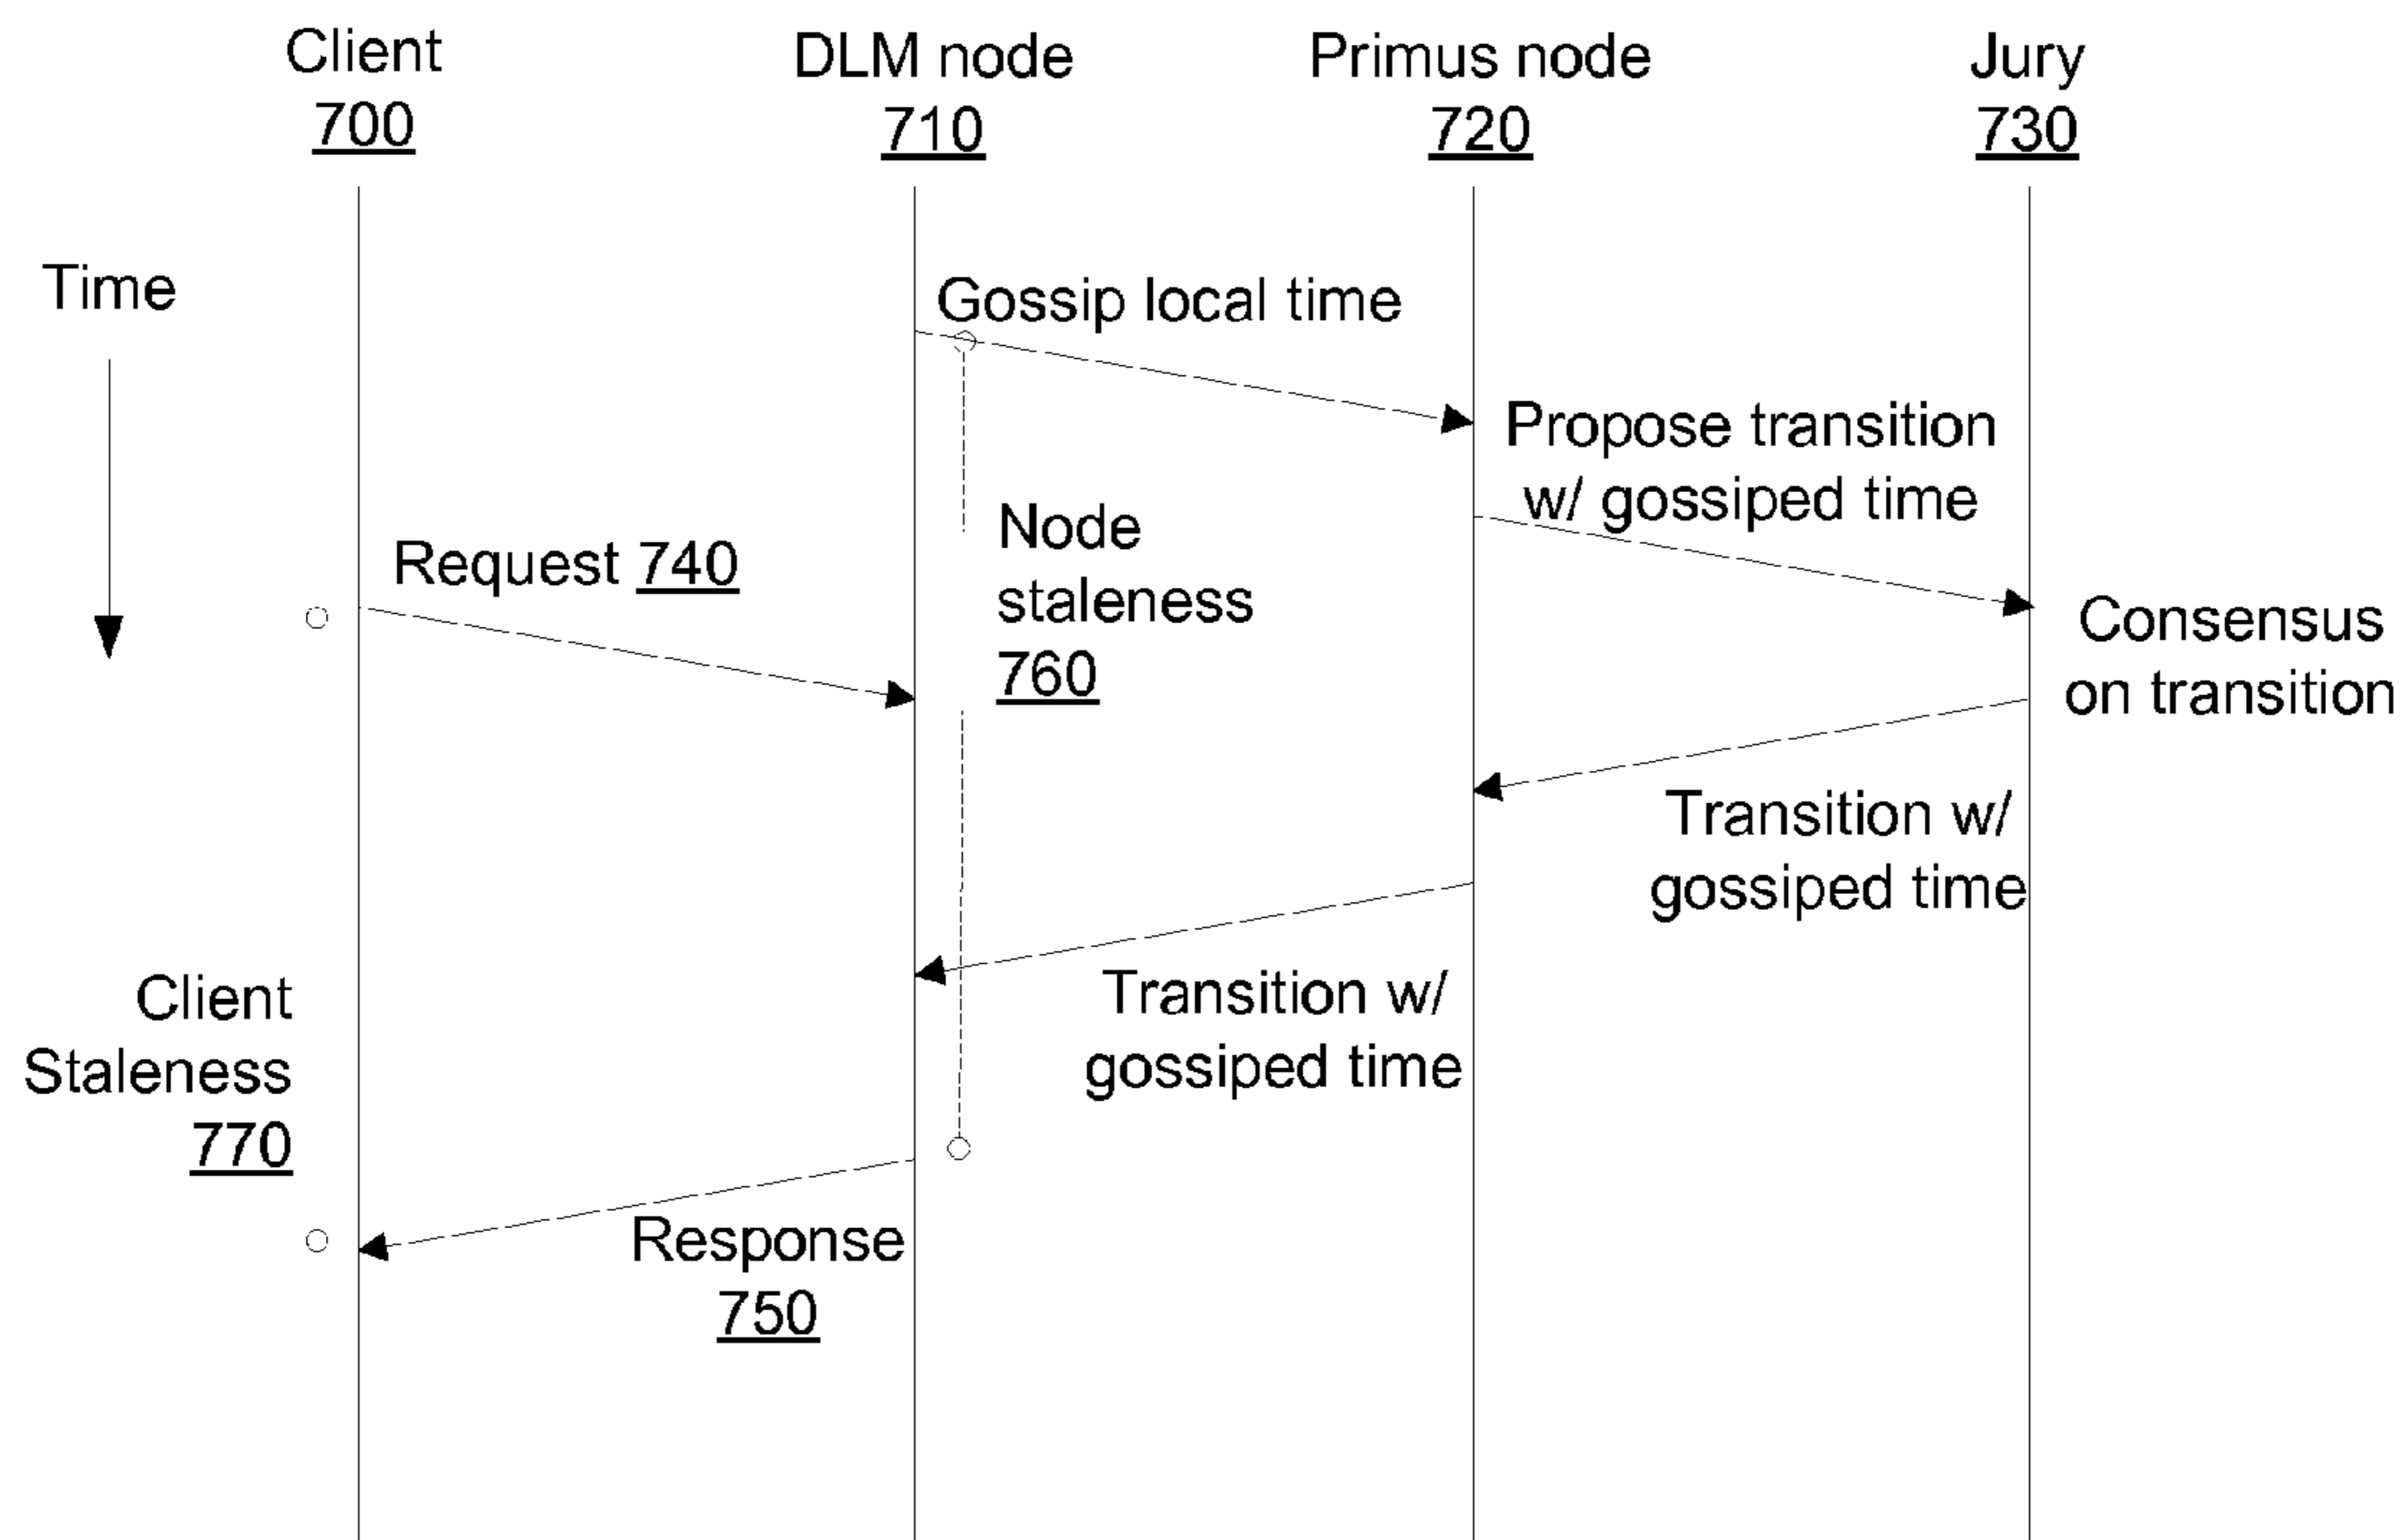 Client
700
DLM node
710
Primus node
720
Jury
730
Time
Gossip local time
Propose transition
w/ gossiped time
Request 740
Node
staleness
760
Consensus
on transition
Transition w/
gossiped time
Transition w/
gossiped time
Client
Staleness
770
Response
750